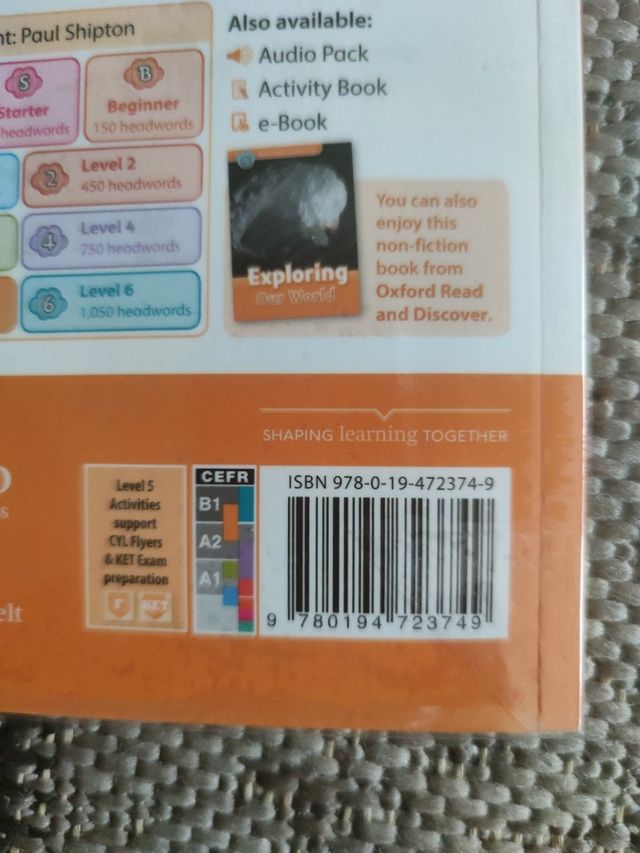 nt: Paul Shipton
S
Starter
headwords
B
Beginner
150 headwords
2
Level 2
450 headwords
4
Level 4
750 headwords
6
Level 6
1,050 headwords
Also available:
Audio Pack
Activity Book
e-Book
Exploring
Our World
You can also
enjoy this
non-fiction
book from
Oxford Read
and Discover.
SHAPING learning TOGETHER
Level 5
Activities
support
CYL Flyers
& KET Exam
preparation
F KET
CEFR
B1
A2
A1
ISBN 978-0-19-472374-9
9 780194 723749
elt